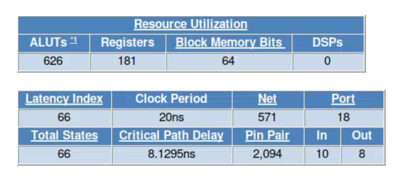 Resource Utilization
ALUTs *1 Registers Block Memory Bits DSPs
626 181 64 0
Latency Index Clock Period Net Port
66 20ns 571 18
Total States Critical Path Delay Pin Pair In Out
66 8.1295ns 2,094 10 8